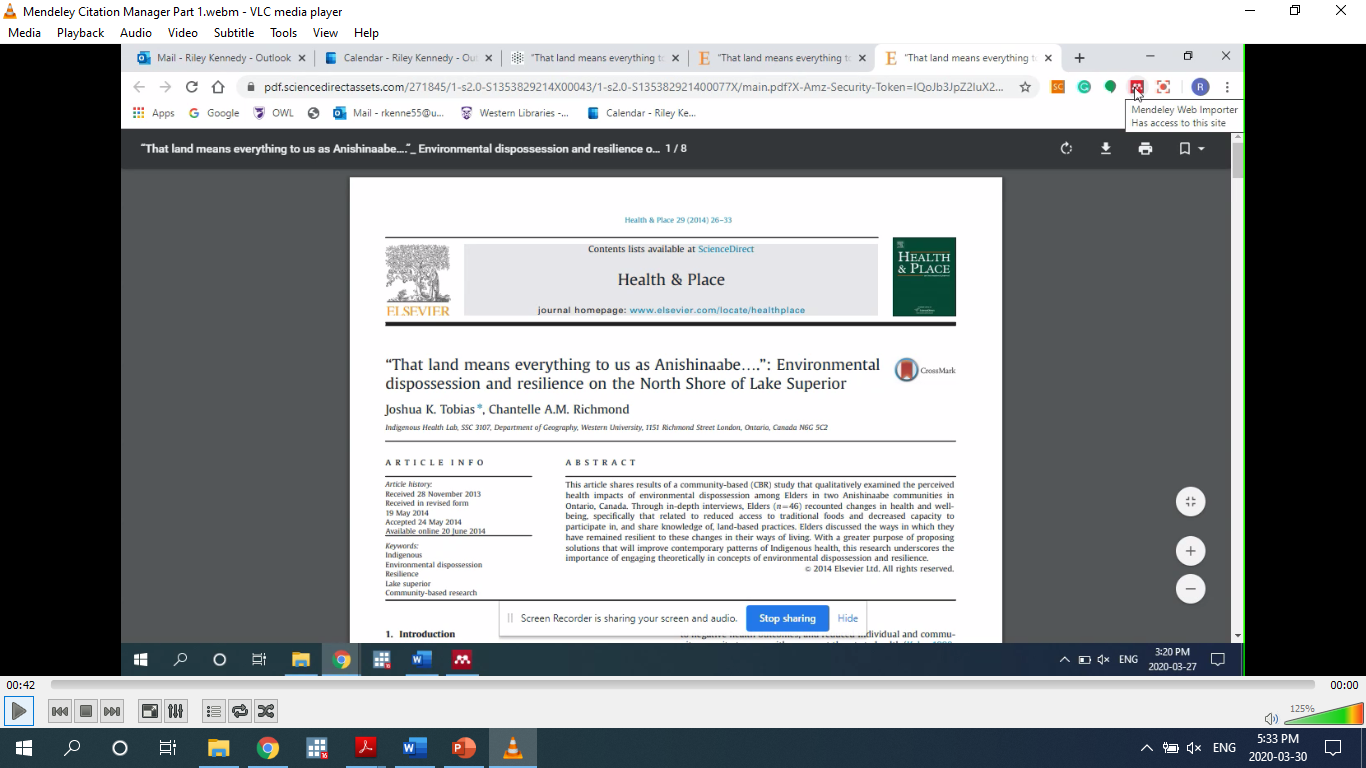 Mendeley Citation Manager Part 1.webm - VLC media player
Media Playback Audio Video Subtitle Tools View Help
Mail - Riley Kennedy - Outlook
Calendar - Riley Kennedy - Ou
"That land means everything to
"That land means everything to
"That land means everything t
pdf.sciencedirectassets.com/271845/1-s2.0-S1353829214X00043/1-s2.0-S135382921400077X/main.pdf?X-Amz-Security-Token=IQoJb3JpZ2luX2...
SC
R
Apps Google OWL Mail - rkenne55@u... Western Libraries -... Calendar - Riley Ke...
Mendeley Web Importer
Has access to this site
"That land means everything to us as Anishinaabe...."_ Environmental dispossession and resilience o... 1 / 8
Health & Place 29 (2014) 26–33
Contents lists available at ScienceDirect
Health & Place
journal homepage: www.elsevier.com/locate/healthplace
ELSEVIER
HEALTH
& PLACE
"That land means everything to us as Anishinaabe….": Environmental
dispossession and resilience on the North Shore of Lake Superior
CrossMark
Joshua K. Tobias *, Chantelle A.M. Richmond
Indigenous Health Lab, SSC 3107, Department of Geography, Western University, 1151 Richmond Street London, Ontario, Canada N6G 5C2
ARTICLE INFO
Article history:
Received 28 November 2013
Received in revised form
19 May 2014
Accepted 24 May 2014
Available online 20 June 2014
Keywords:
Indigenous
Environmental dispossession
Resilience
Lake superior
Community-based research
ABSTRACT
This article shares results of a community-based (CBR) study that qualitatively examined the perceived
health impacts of environmental dispossession among Elders in two Anishinaabe communities in
Ontario, Canada. Through in-depth interviews, Elders (n=46) recounted changes in health and well-
being, specifically that related to reduced access to traditional foods and decreased capacity to
participate in, and share knowledge of, land-based practices. Elders discussed the ways in which they
have remained resilient to these changes in their ways of living. With a greater purpose of proposing
solutions that will improve contemporary patterns of Indigenous health, this research underscores the
importance of engaging theoretically in concepts of environmental dispossession and resilience.
© 2014 Elsevier Ltd. All rights reserved.
Screen Recorder is sharing your screen and audio. Stop sharing Hide
1. Introduction
to negative health outcomes, and reduced individual and commu-
ENG
3:20 PM
2020-03-27
00:42
00:00
125%
ENG
5:33 PM
2020-03-30